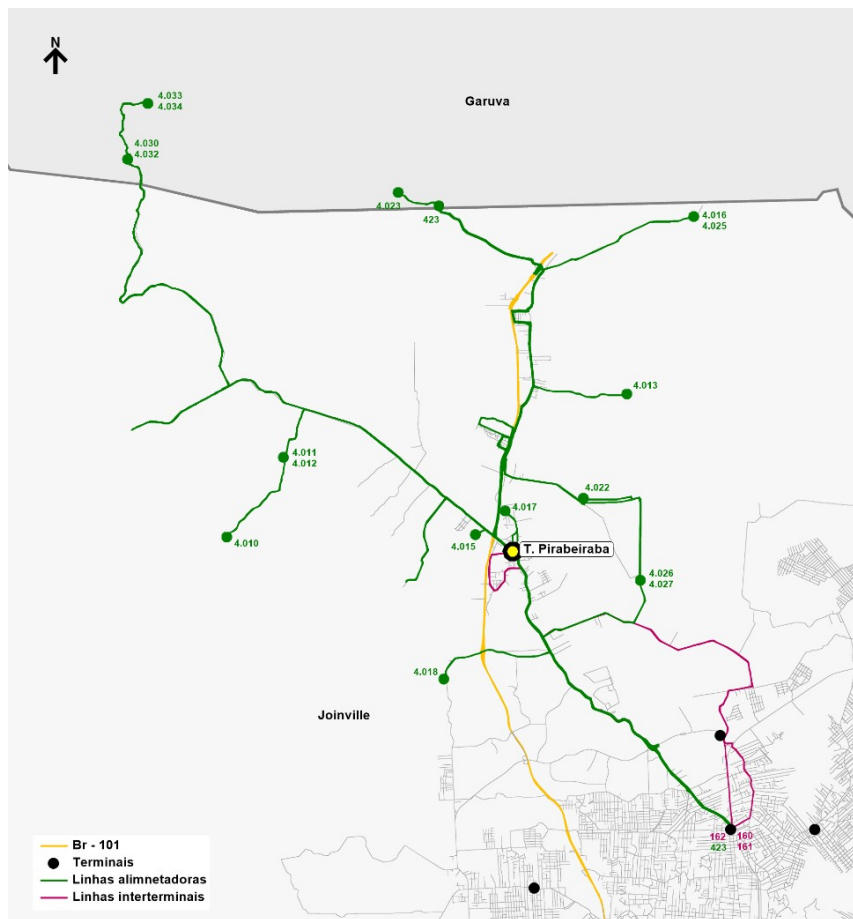 N
4.033
4.034
Garuva
4.030
4.032
4.023
423
4.016
4.025
4.013
4.011
4.012
4.022
4.017
4.010
4.015
T. Pirabeiraba
4.026
4.027
4.018
Joinville
162 160
423 161
Br - 101
Terminais
Linhas alimnetadoras
Linhas interterminais